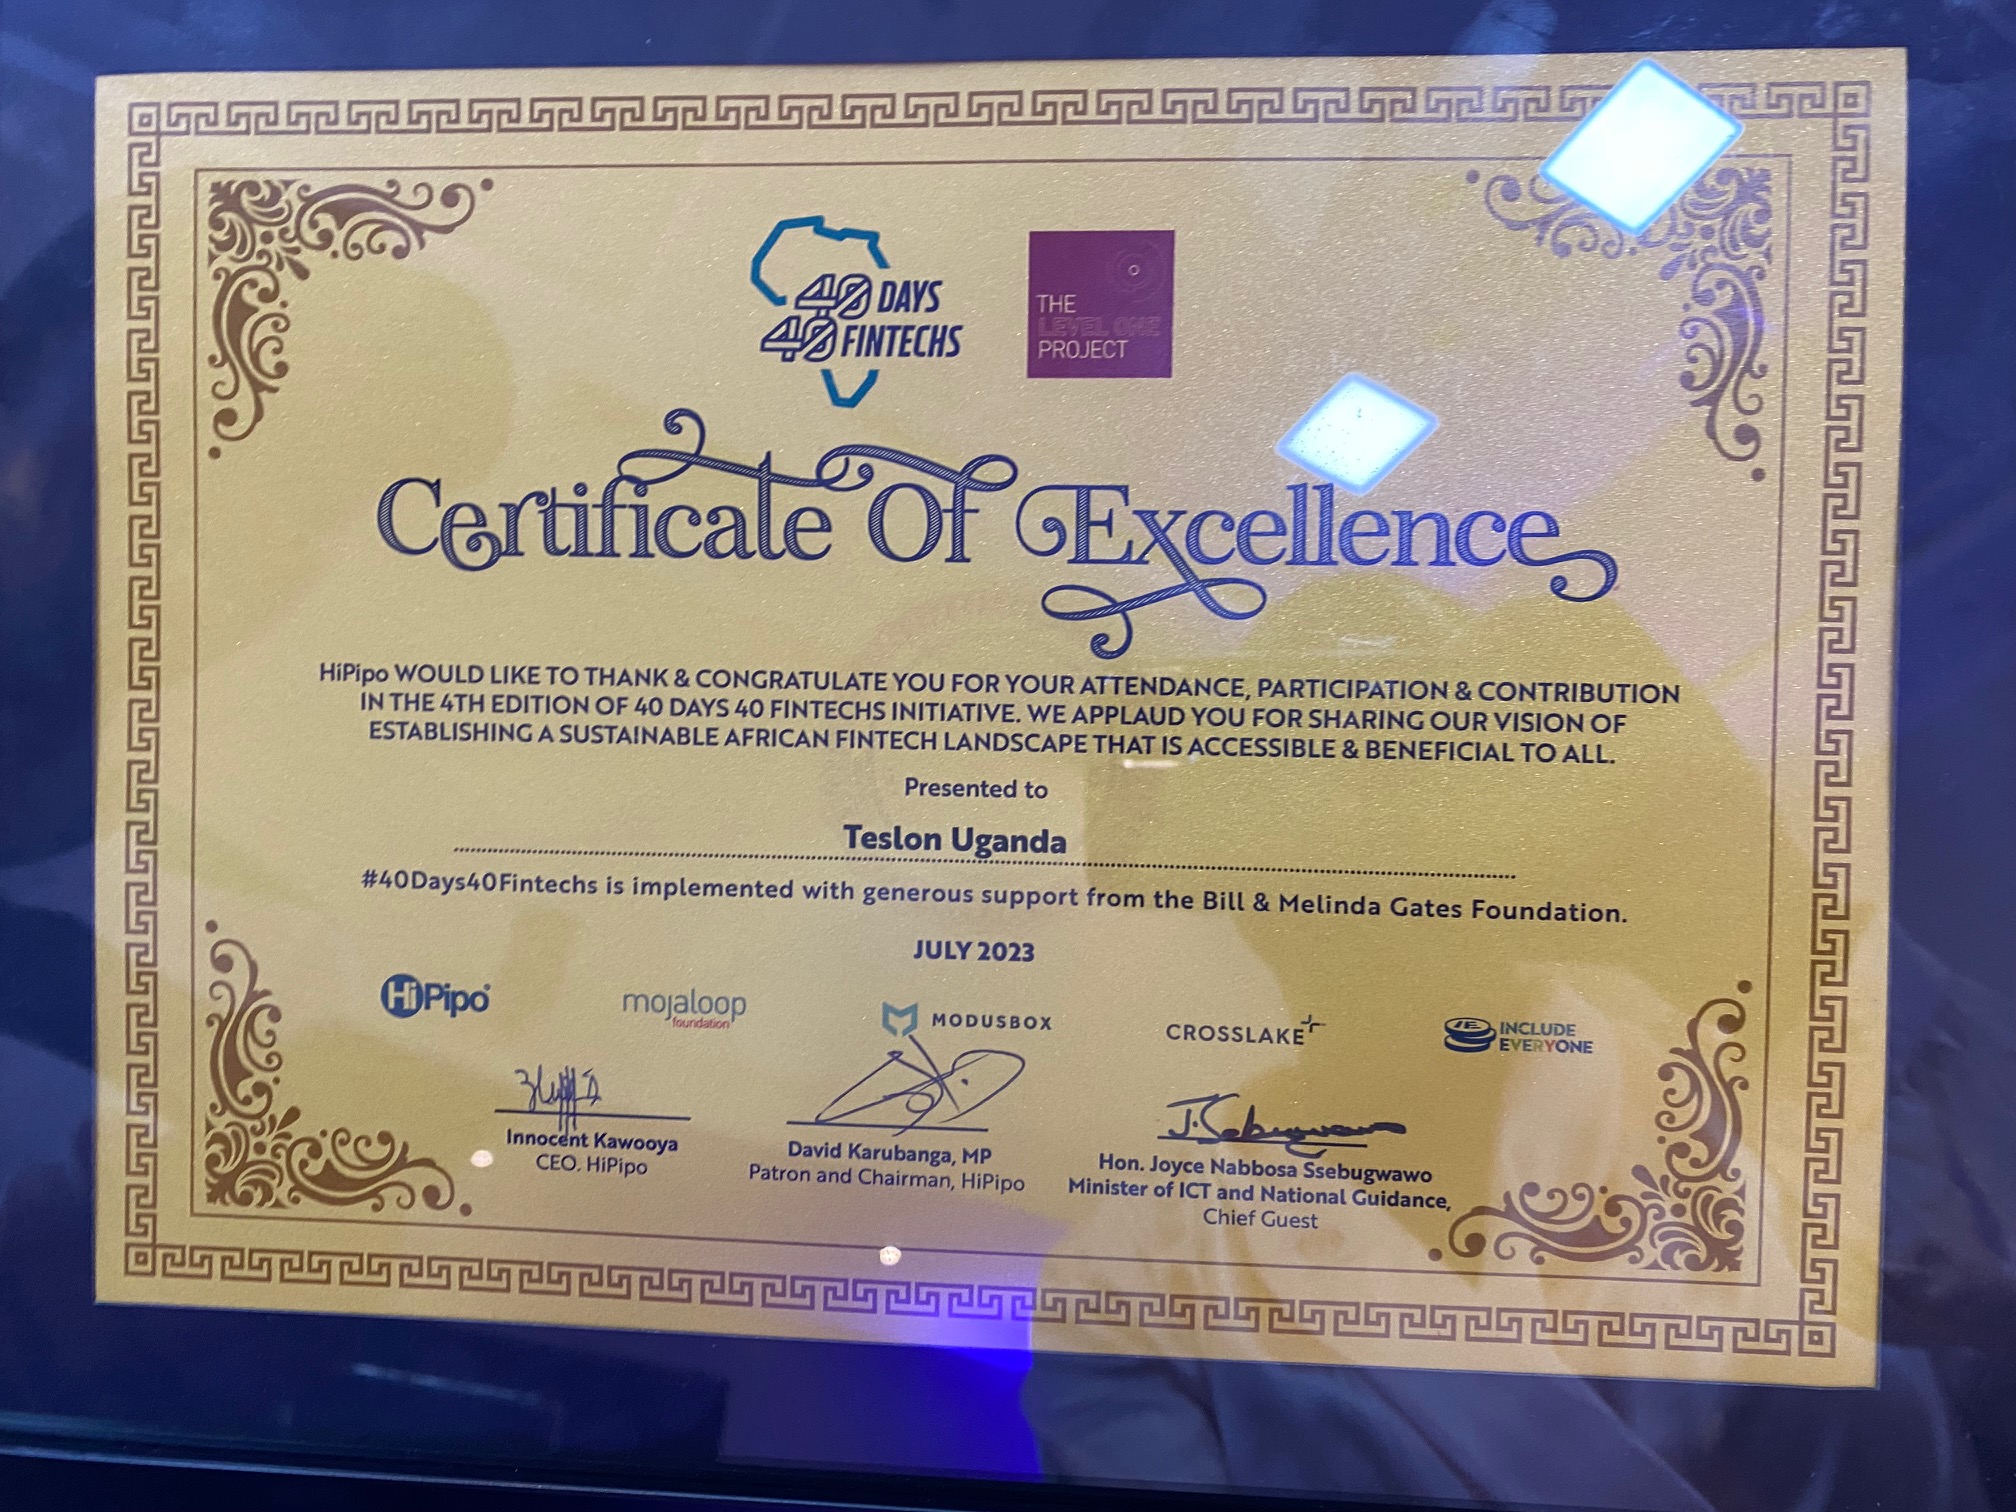 40 DAYS
40 FINTECHS
THE
LEVEL ONE
PROJECT
Certificate Of Excellence
HiPipo WOULD LIKE TO THANK & CONGRATULATE YOU FOR YOUR ATTENDANCE, PARTICIPATION & CONTRIBUTION
IN THE 4TH EDITION OF 40 DAYS 40 FINTECHS INITIATIVE. WE APPLAUD YOU FOR SHARING OUR VISION OF
ESTABLISHING A SUSTAINABLE AFRICAN FINTECH LANDSCAPE THAT IS ACCESSIBLE & BENEFICIAL TO ALL.
Presented to
Teslon Uganda
#40Days40Fintechs is implemented with generous support from the Bill & Melinda Gates Foundation.
JULY 2023
HiPipo
mojaloop
foundation
MODUSBOX
CROSSLAKE
IE INCLUDE
EVERYONE
J. Ssebugwawo
Innocent Kawooya
CEO. HiPipo
David Karubanga, MP
Patron and Chairman, HiPipo
Hon. Joyce Nabbosa Ssebugwawo
Minister of ICT and National Guidance,
Chief Guest